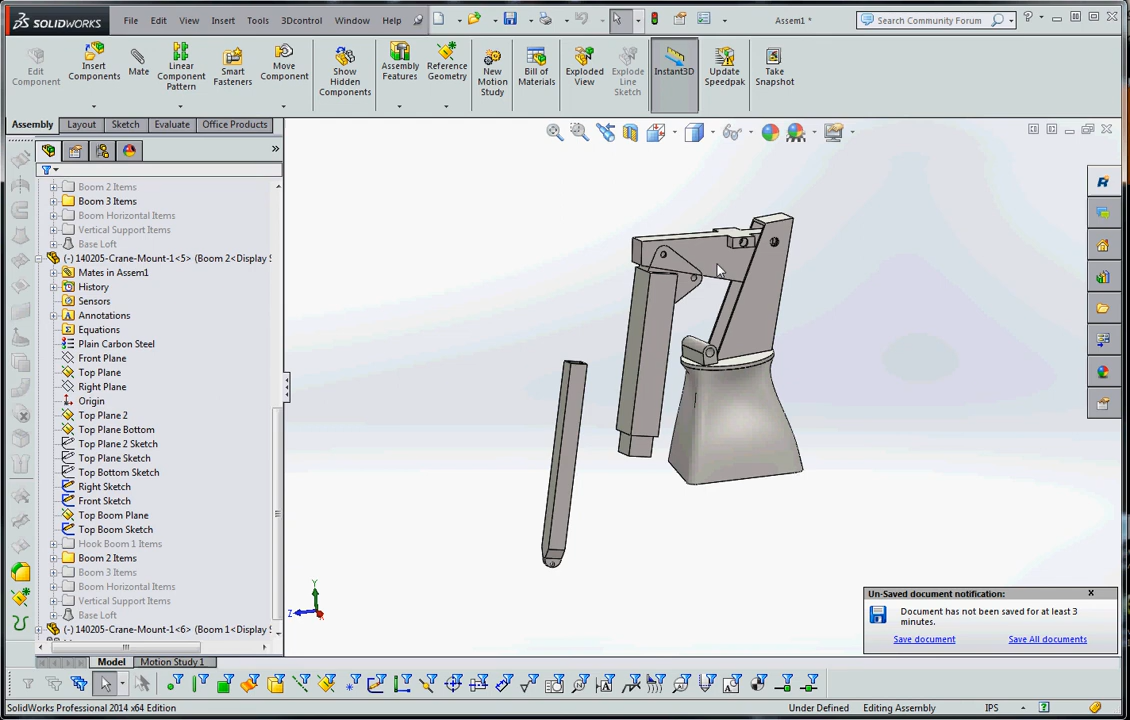 SOLIDWORKS File Edit View Insert Tools 3Dcontrol Window Help Assem1 * Search Community Forum
Edit Component
Insert Components
Mate
Linear Component Pattern
Smart Fasteners
Move Component
Show Hidden Components
Assembly Features
Reference Geometry
New Motion Study
Bill of Materials
Exploded View
Explode Line Sketch
Instant3D
Update Speedpak
Take Snapshot
Assembly Layout Sketch Evaluate Office Products
Boom 2 Items
Boom 3 Items
Boom Horizontal Items
Vertical Support Items
Base Loft
(-) 140205-Crane-Mount-1<5> (Boom 2<Display S
Mates in Assem1
History
Sensors
Annotations
Equations
Plain Carbon Steel
Front Plane
Top Plane
Right Plane
Origin
Top Plane 2
Top Plane Bottom
Top Plane 2 Sketch
Top Plane Sketch
Top Bottom Sketch
Right Sketch
Front Sketch
Top Boom Plane
Top Boom Sketch
Hook Boom 1 Items
Boom 2 Items
Boom 3 Items
Boom Horizontal Items
Vertical Support Items
Base Loft
(-) 140205-Crane-Mount-1<6> (Boom 1<Display S
Y
Z
Un-Saved document notification:
Document has not been saved for at least 3
minutes.
Save document Save All documents
Model Motion Study 1
SolidWorks Professional 2014 x64 Edition Under Defined Editing Assembly IPS